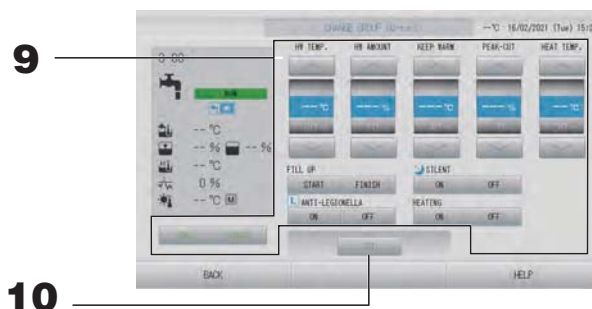 CHANGE GROUP
--°C 16/02/2021 (Tue) 15:
9
HW TEMP. HW AMOUNT KEEP WARM PEAK-CUT HEAT TEMP.
RUN
---°C ---% ---°C ---% ---°C
-- °C
-- % -- %
-- °C
0 %
-- °C M
FILL UP SILENT
START FINISH ON OFF
L ANTI-LEGIONELLA HEATING
ON OFF ON OFF
BACK HELP
10